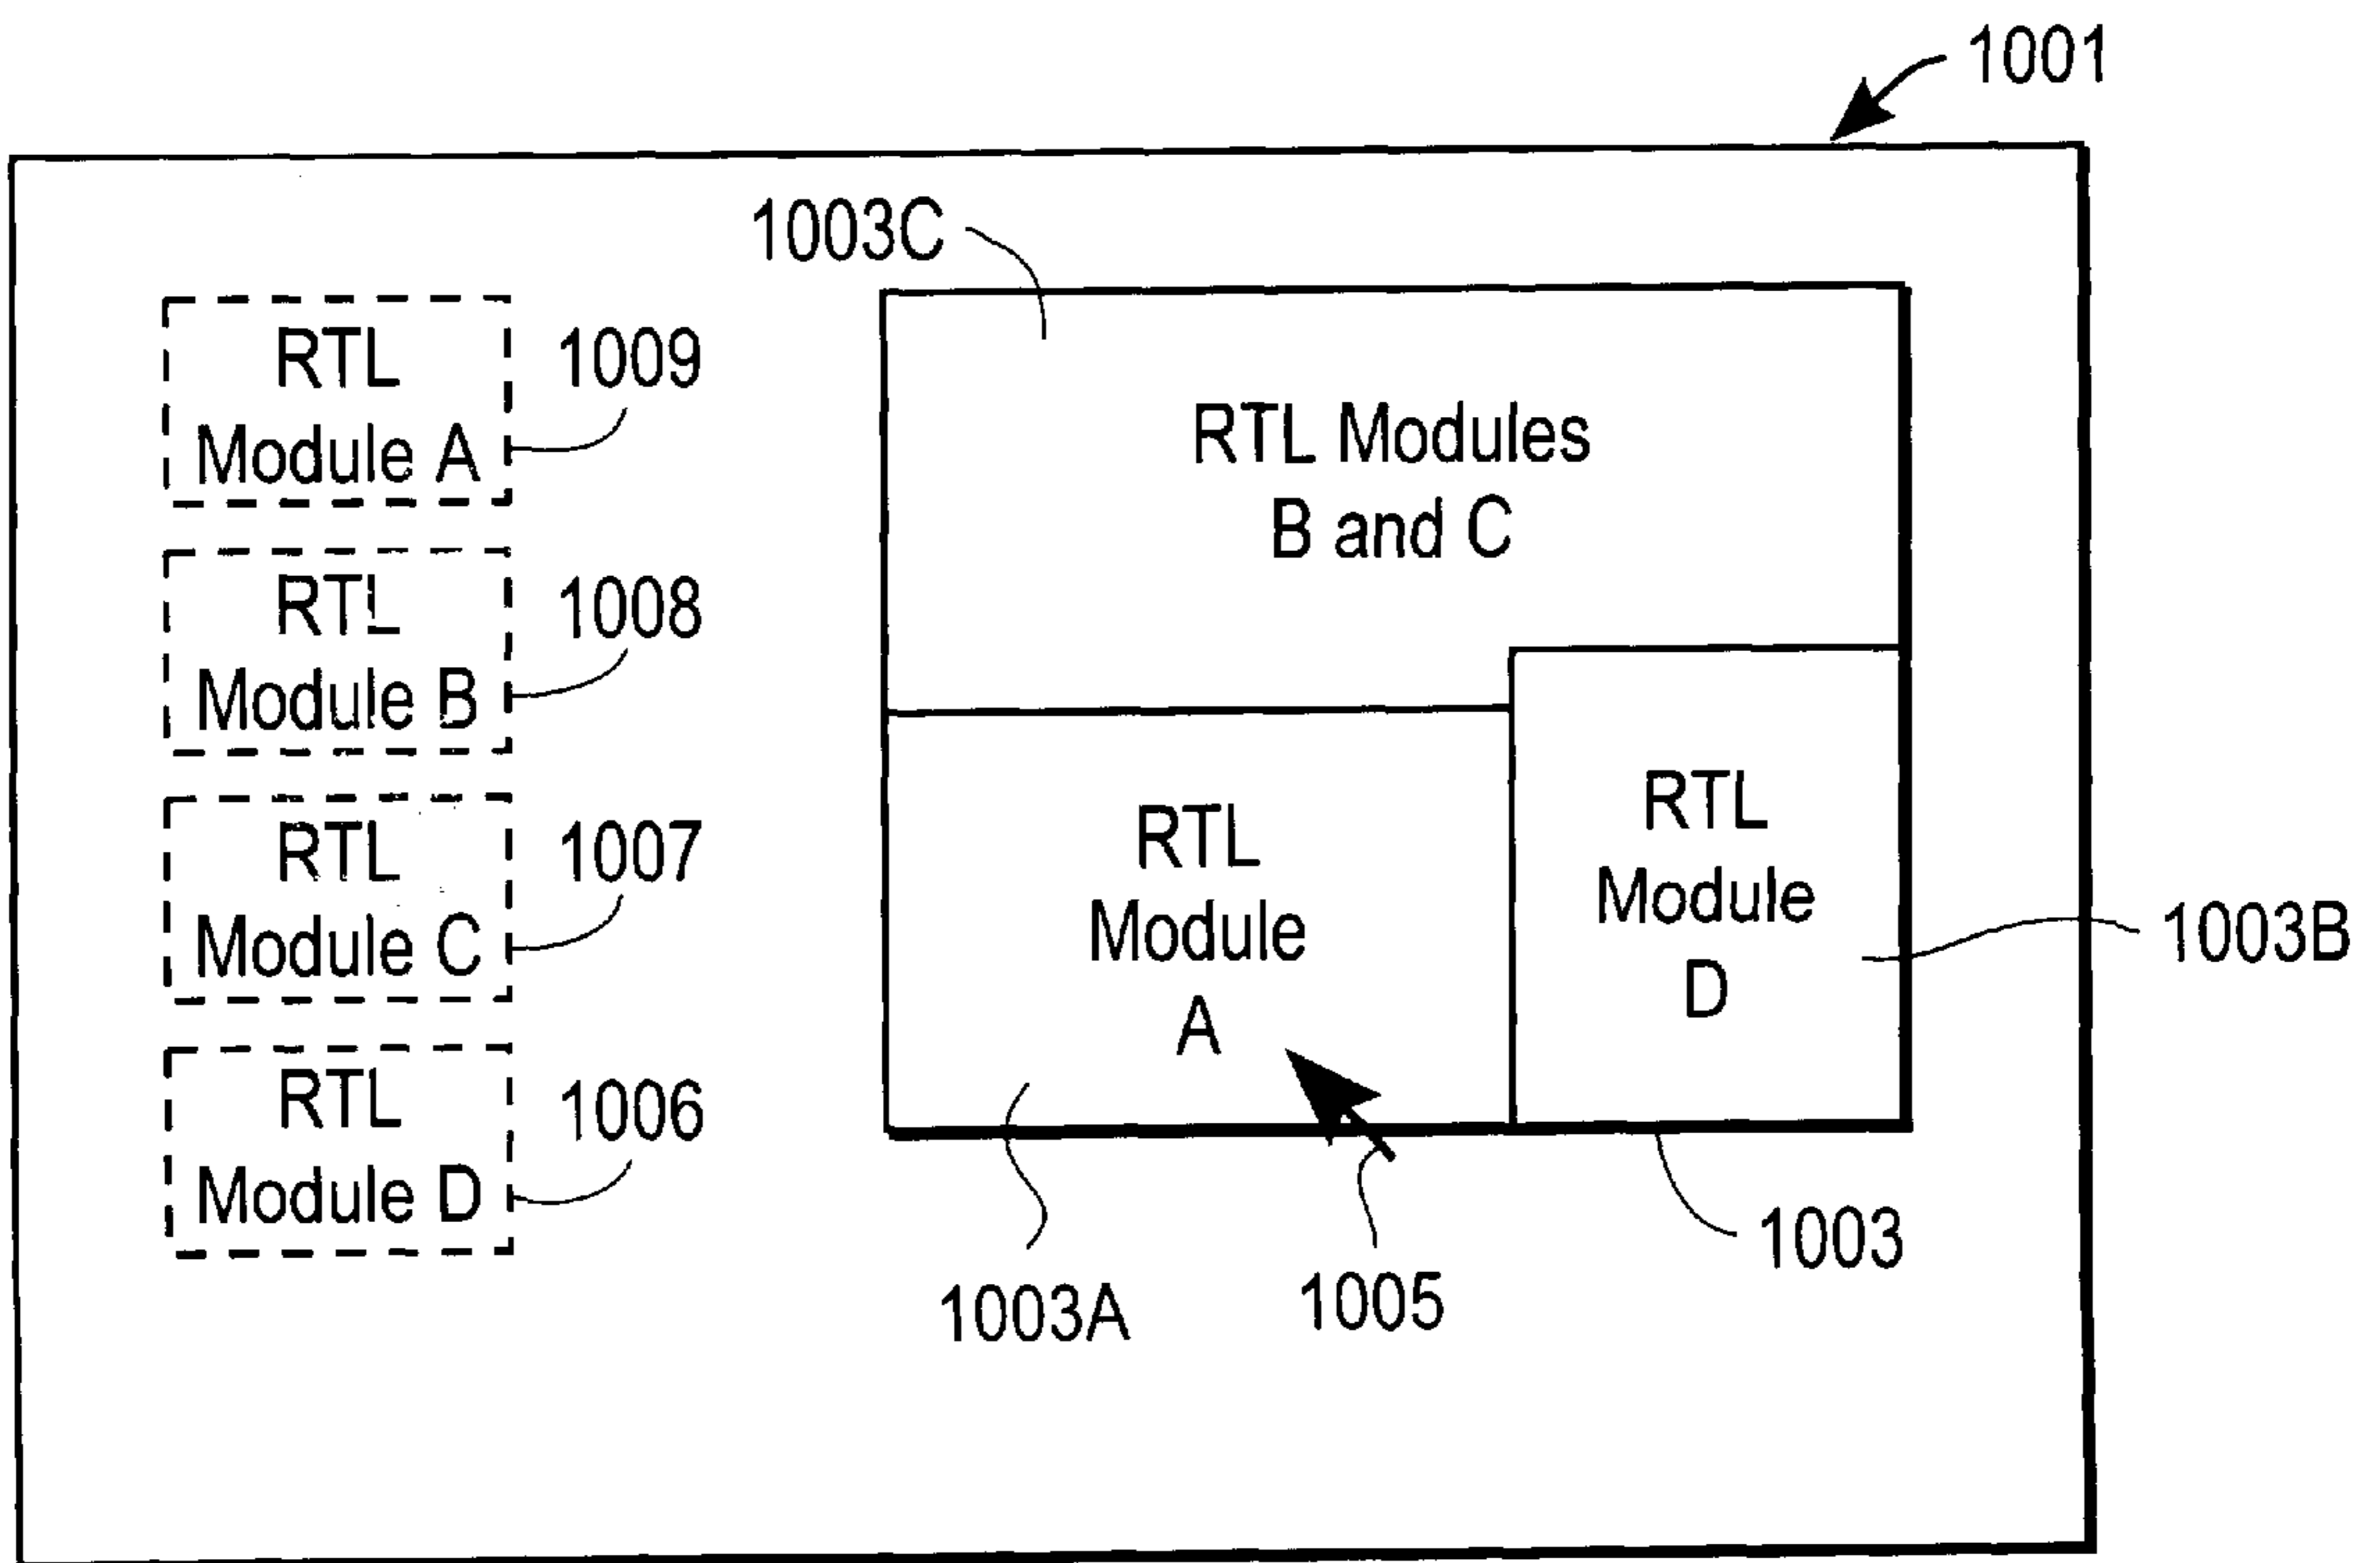 1001
1003C
RTL
Module A
1009
RTL
Module B
1008
RTL
Module C
1007
RTL
Module D
1006
RTL Modules
B and C
RTL
Module
A
RTL
Module
D
1003B
1003A
1005
1003